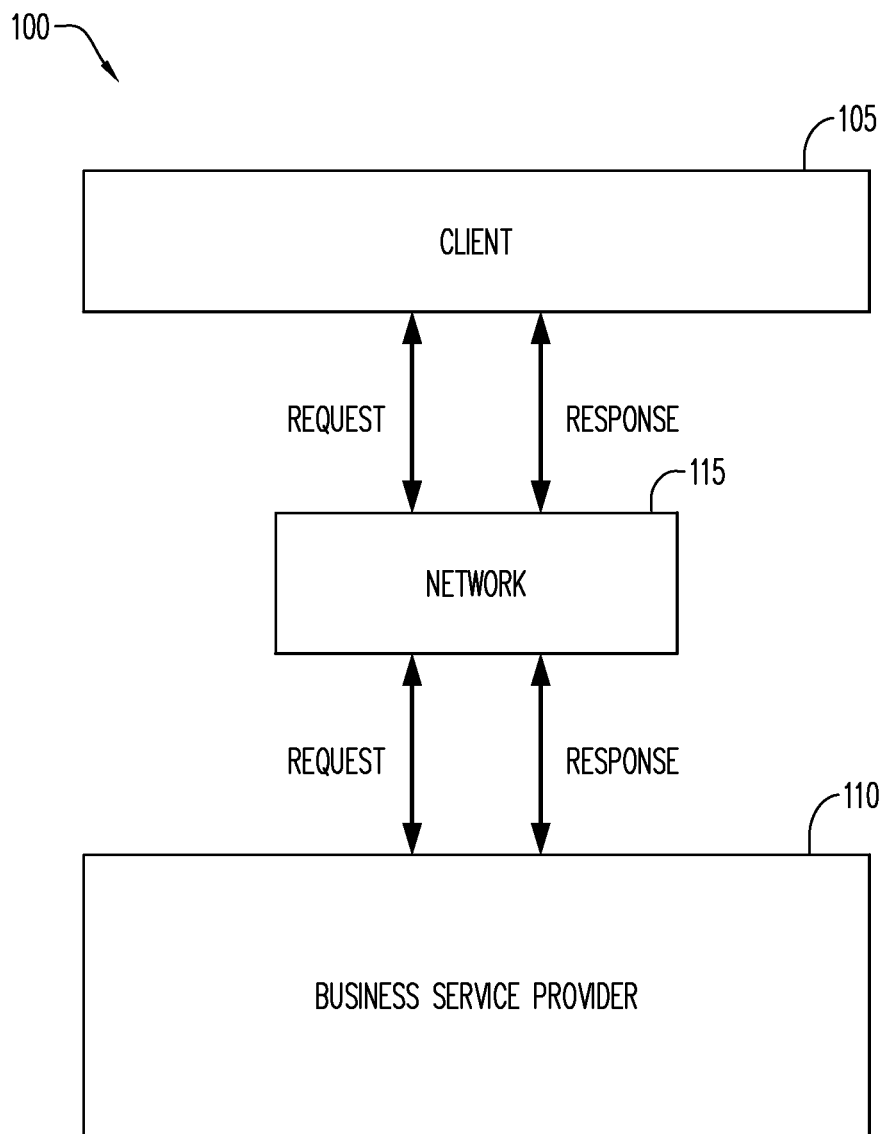 100
105
CLIENT
REQUEST RESPONSE
115
NETWORK
REQUEST RESPONSE
110
BUSINESS SERVICE PROVIDER